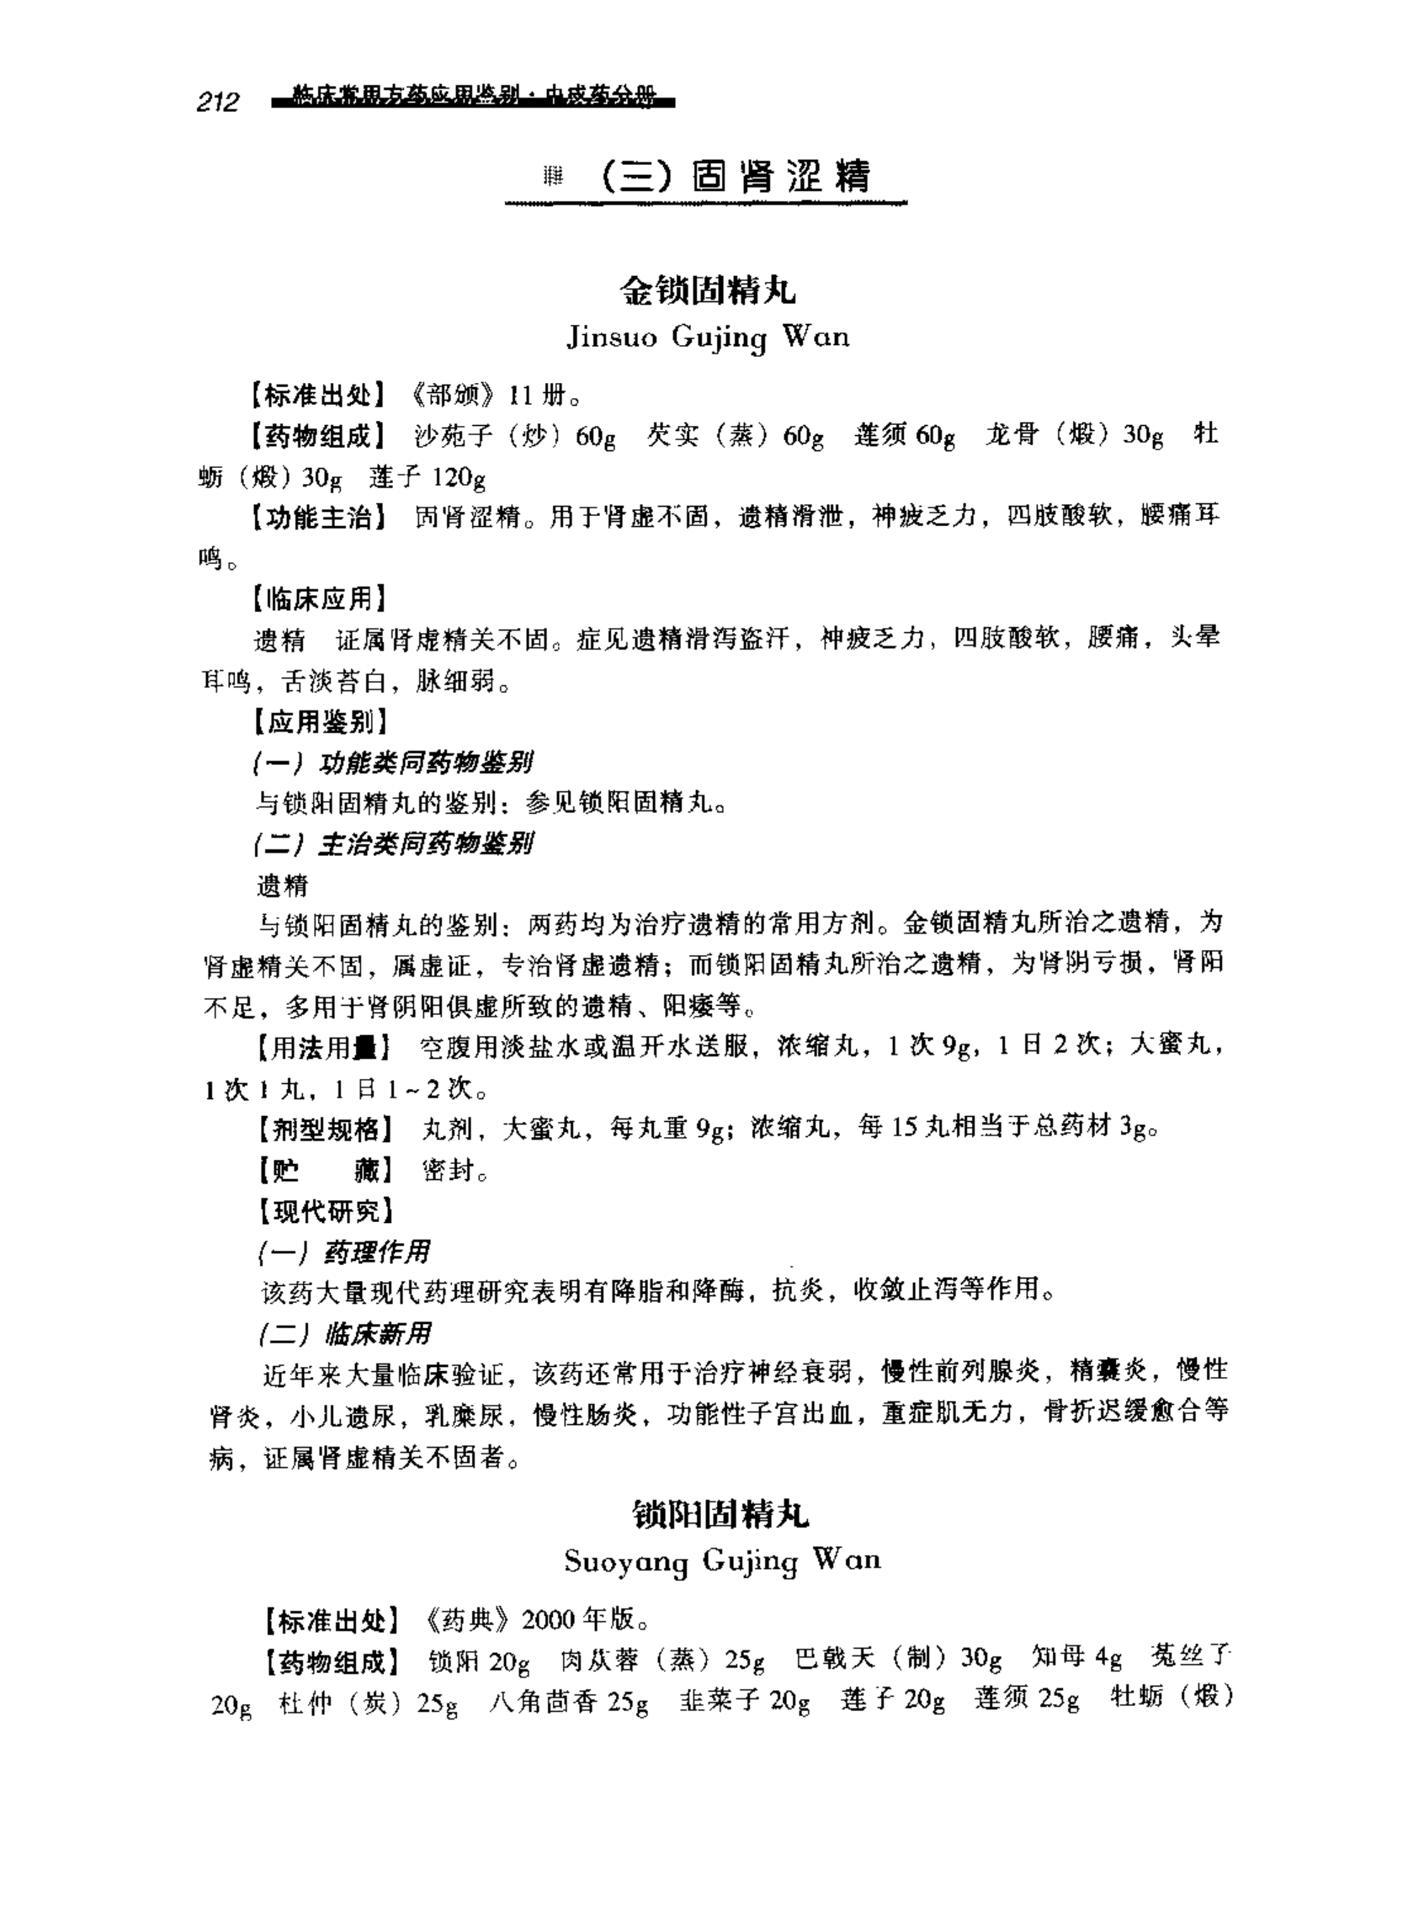 212 临床常用方药应用鉴别·中成药分册
（三）固肾涩精
金锁固精丸
Jinsuo Gujing Wan
【标准出处】 《部颁》11 册。
【药物组成】 沙苑子（炒）60g 芡实（蒸）60g 莲须 60g 龙骨（煅）30g 牡
蛎（煅）30g 莲子 120g
【功能主治】 固肾涩精。用于肾虚不固，遗精滑泄，神疲乏力，四肢酸软，腰痛耳
鸣。
【临床应用】
遗精 证属肾虚精关不固。症见遗精滑泻盗汗，神疲乏力，四肢酸软，腰痛，头晕
耳鸣，舌淡苔白，脉细弱。
【应用鉴别】
（一）功能类同药物鉴别
与锁阳固精丸的鉴别：参见锁阳固精丸。
（二）主治类同药物鉴别
遗精
与锁阳固精丸的鉴别：两药均为治疗遗精的常用方剂。金锁固精丸所治之遗精，为
肾虚精关不固，属虚证，专治肾虚遗精；而锁阳固精丸所治之遗精，为肾阴亏损，肾阳
不足，多用于肾阴阳俱虚所致的遗精、阳痿等。
【用法用量】 空腹用淡盐水或温开水送服，浓缩丸，1 次 9g，1 日 2 次；大蜜丸，
1 次 1 丸，1 日 1~2 次。
【剂型规格】 丸剂，大蜜丸，每丸重 9g；浓缩丸，每 15 丸相当于总药材 3g。
【贮 藏】 密封。
【现代研究】
（一）药理作用
该药大量现代药理研究表明有降脂和降酶，抗炎，收敛止泻等作用。
（二）临床新用
近年来大量临床验证，该药还常用于治疗神经衰弱，慢性前列腺炎，精囊炎，慢性
肾炎，小儿遗尿，乳糜尿，慢性肠炎，功能性子宫出血，重症肌无力，骨折迟缓愈合等
病，证属肾虚精关不固者。
锁阳固精丸
Suoyang Gujing Wan
【标准出处】 《药典》2000 年版。
【药物组成】 锁阳 20g 肉苁蓉（蒸）25g 巴戟天（制）30g 知母 4g 菟丝子
20g 杜仲（炭）25g 八角茴香 25g 韭菜子 20g 莲子 20g 莲须 25g 牡蛎（煅）